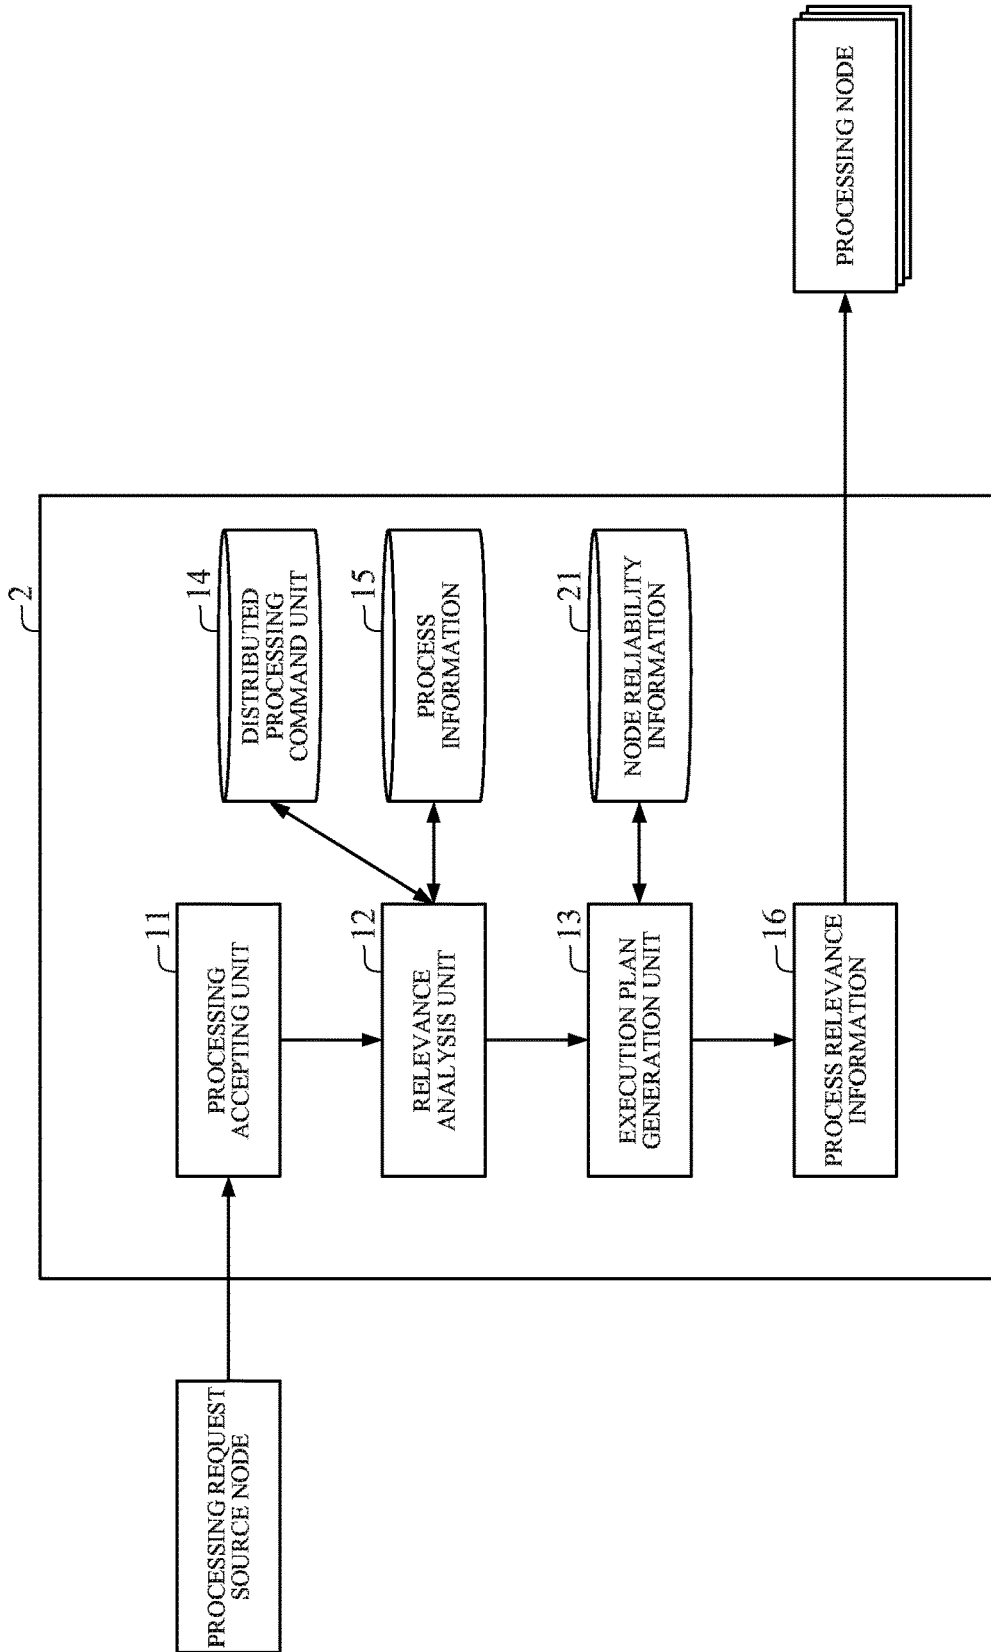 2
PROCESSING REQUEST
SOURCE NODE
11
PROCESSING
ACCEPTING UNIT
14
DISTRIBUTED
PROCESSING
COMMAND UNIT
12
RELEVANCE
ANALYSIS UNIT
15
PROCESS
INFORMATION
13
EXECUTION PLAN
GENERATION UNIT
21
NODE RELIABILITY
INFORMATION
16
PROCESS RELEVANCE
INFORMATION
PROCESSING NODE